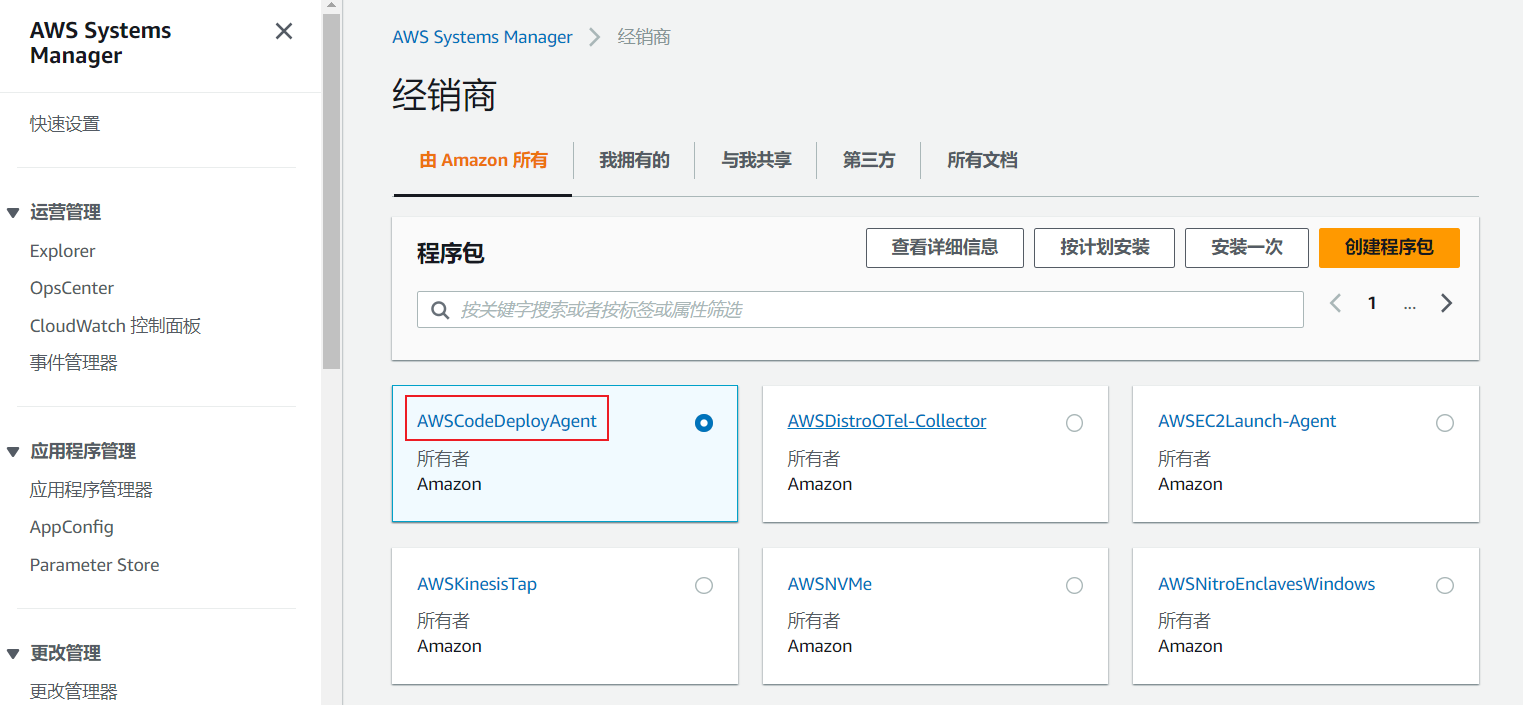 AWS Systems
Manager
快速设置
运营管理
Explorer
OpsCenter
CloudWatch 控制面板
事件管理器
应用程序管理
应用程序管理器
AppConfig
Parameter Store
更改管理
更改管理器
AWS Systems Manager 经销商
经销商
由 Amazon 所有 我拥有的 与我共享 第三方 所有文档
程序包 查看详细信息 按计划安装 安装一次 创建程序包
按关键字搜索或者按标签或属性筛选 1 ...
AWSCodeDeployAgent
所有者
Amazon
AWSDistroOTel-Collector
所有者
Amazon
AWSEC2Launch-Agent
所有者
Amazon
AWSKinesisTap
所有者
Amazon
AWSNVMe
所有者
Amazon
AWSNitroEnclavesWindows
所有者
Amazon